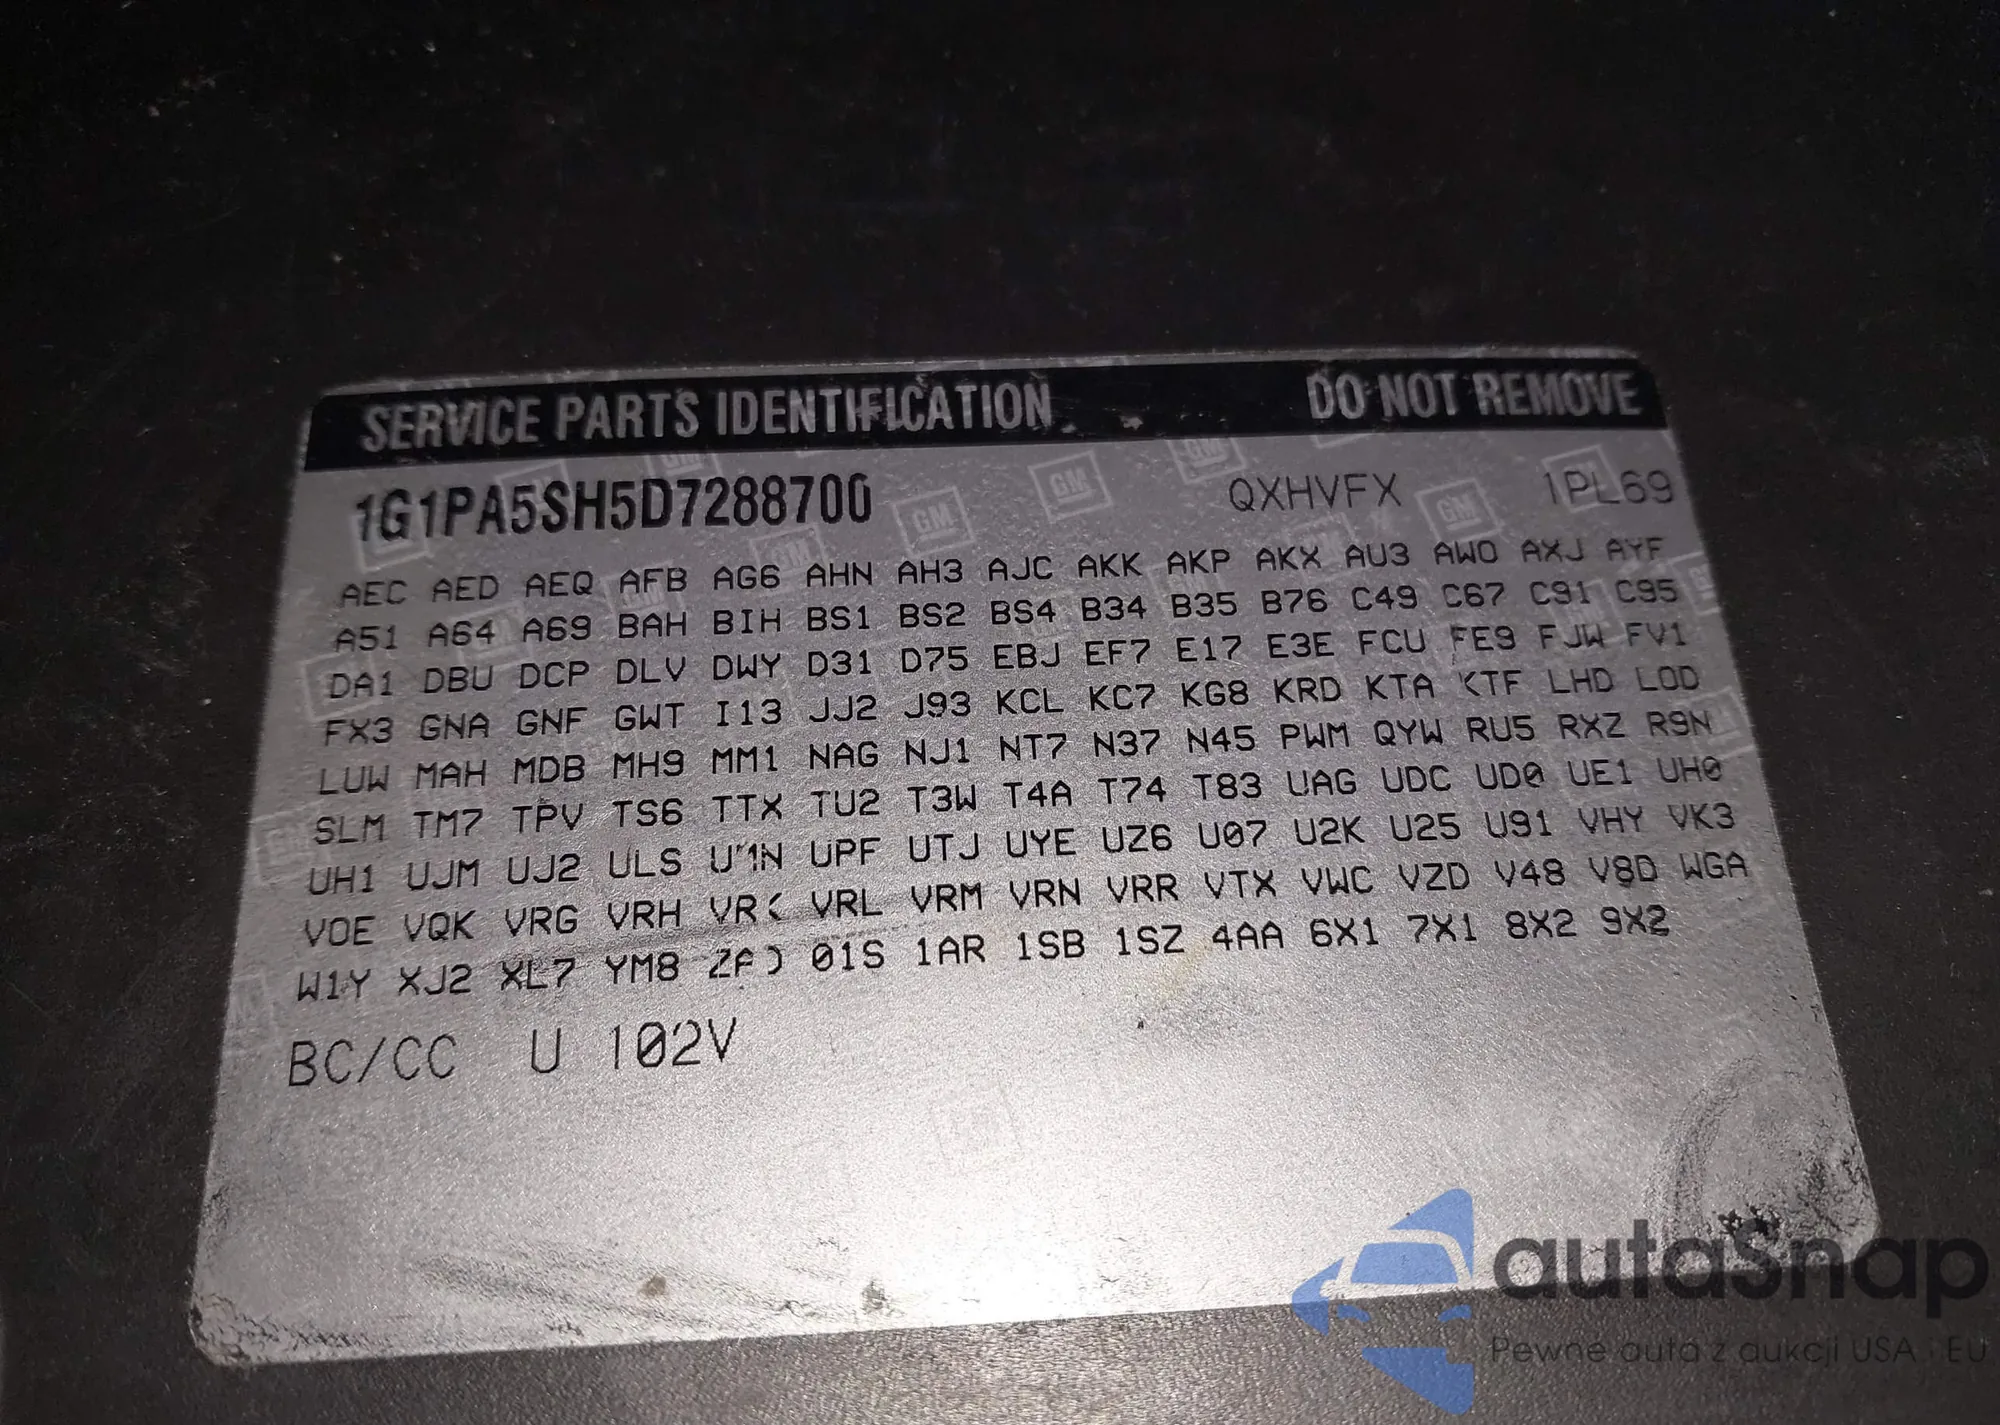 SERVICE PARTS IDENTIFICATION DO NOT REMOVE
1G1PA5SH5D7288700 QXHVFX 1PL69
AEC AED AEQ AFB AG6 AHN AH3 AJC AKK AKP AKX AU3 AWO AXJ AYF
A51 A64 A69 BAH BIH BS1 BS2 BS4 B34 B35 B76 C49 C67 C91 C95
DA1 DBU DCP DLV DWY D31 D75 EBJ EF7 E17 E3E FCU FE9 FJW FV1
FX3 GNA GNF GWT I13 JJ2 J93 KCL KC7 KG8 KRD KTA KTF LHD LOD
LUW MAH MDB MH9 MM1 NAG NJ1 NT7 N37 N45 PWM QYW RU5 RXZ R9N
SLM TM7 TPV TS6 TTX TU2 T3W T4A T74 T83 UAG UDC UD0 UE1 UH0
UH1 UJM UJ2 ULS UPF UTJ UYE UZ6 U07 U2K U25 U91 VHY VK3
VOE VQK VRG VRH VRK VRL VRM VRN VRR VTX VWC VZD V48 V8D WGA
W1Y XJ2 XL7 YM8 01S 1AR 1SB 1SZ 4AA 6X1 7X1 8X2 9X2
BC/CC U 102V
autaSnap
Pewne auta z aukcji USA i EU